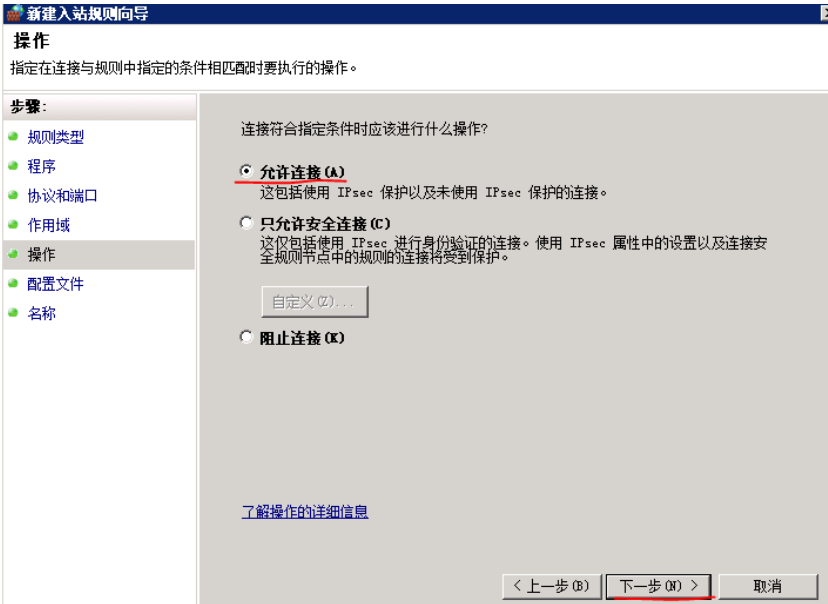 新建入站规则向导
操作
指定在连接与规则中指定的条件相匹配时要执行的操作。
步骤:
规则类型
程序
协议和端口
作用域
操作
配置文件
名称
连接符合指定条件时应该进行什么操作?
允许连接(A)
这包括使用 IPsec 保护以及未使用 IPsec 保护的连接。
只允许安全连接(C)
这仅包括使用 IPsec 进行身份验证的连接。使用 IPsec 属性中的设置以及连接安
全规则节点中的规则的连接将受到保护。
自定义(Z)...
阻止连接(K)
了解操作的详细信息
< 上一步(B)
下一步(N) >
取消